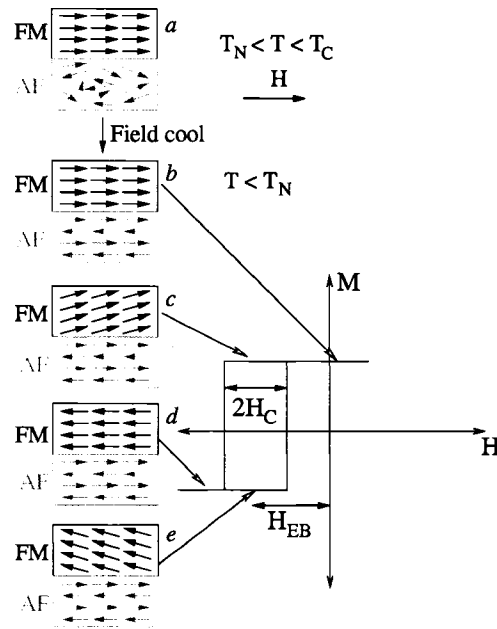 FM
a
T_N < T < T_C
AF
H
Field cool
b
FM
T < T_N
AF
c
M
FM
AF
2H_C
d
FM
H
AF
H_EB
e
FM
AF